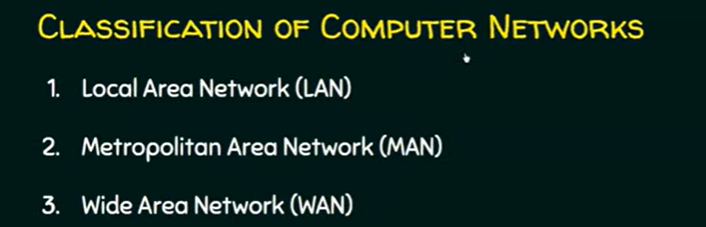 Classification of Computer Networks
1. Local Area Network (LAN)
2. Metropolitan Area Network (MAN)
3. Wide Area Network (WAN)